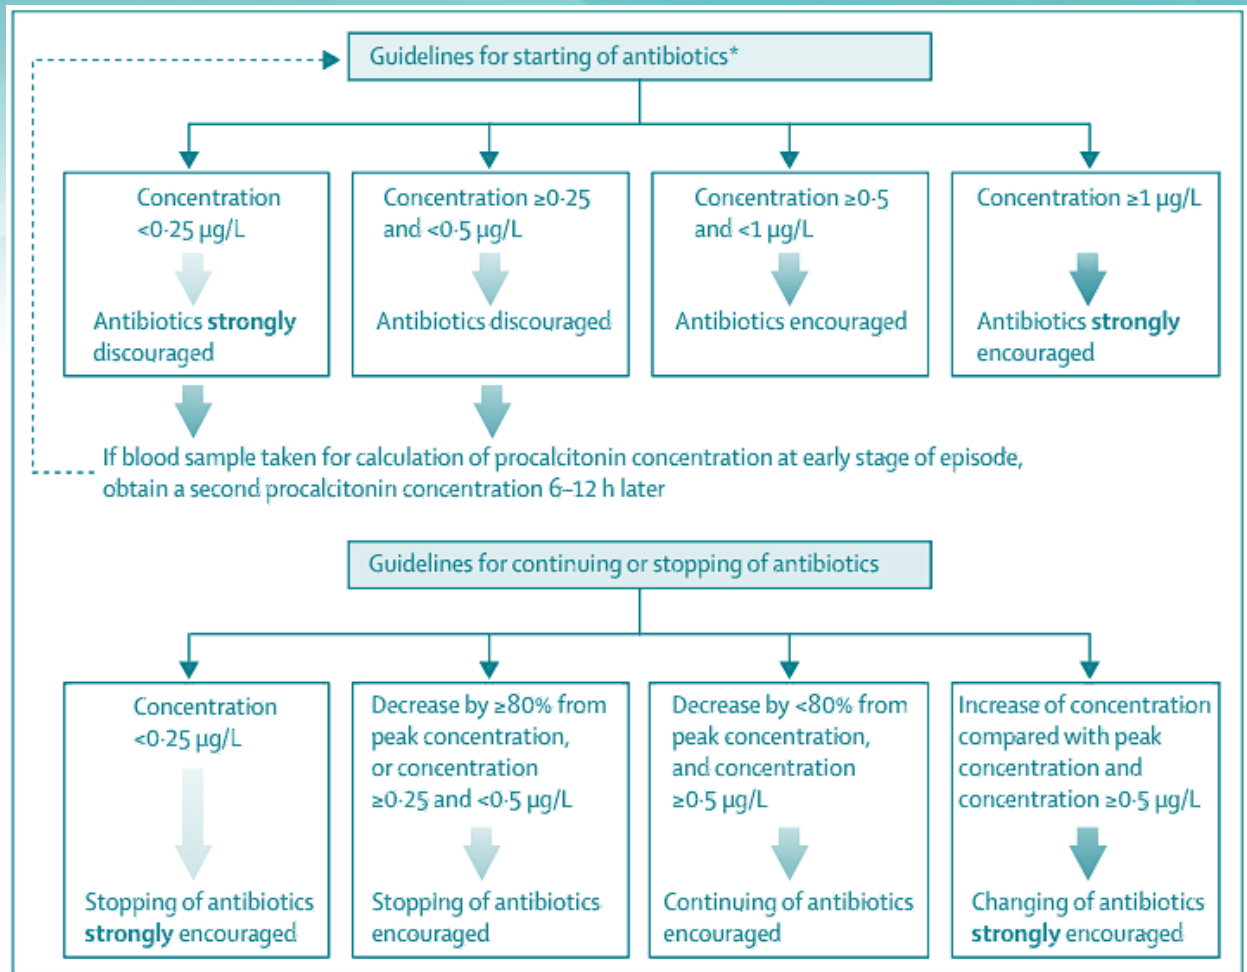 Guidelines for starting of antibiotics*
Concentration
<0·25 µg/L
Antibiotics strongly
discouraged
Concentration ≥0·25
and <0·5 µg/L
Antibiotics discouraged
Concentration ≥0·5
and <1 µg/L
Antibiotics encouraged
Concentration ≥1 µg/L
Antibiotics strongly
encouraged
If blood sample taken for calculation of procalcitonin concentration at early stage of episode,
obtain a second procalcitonin concentration 6–12 h later
Guidelines for continuing or stopping of antibiotics
Concentration
<0·25 µg/L
Stopping of antibiotics
strongly encouraged
Decrease by ≥80% from
peak concentration,
or concentration
≥0·25 and <0·5 µg/L
Stopping of antibiotics
encouraged
Decrease by <80% from
peak concentration,
and concentration
≥0·5 µg/L
Continuing of antibiotics
encouraged
Increase of concentration
compared with peak
concentration and
concentration ≥0·5 µg/L
Changing of antibiotics
strongly encouraged